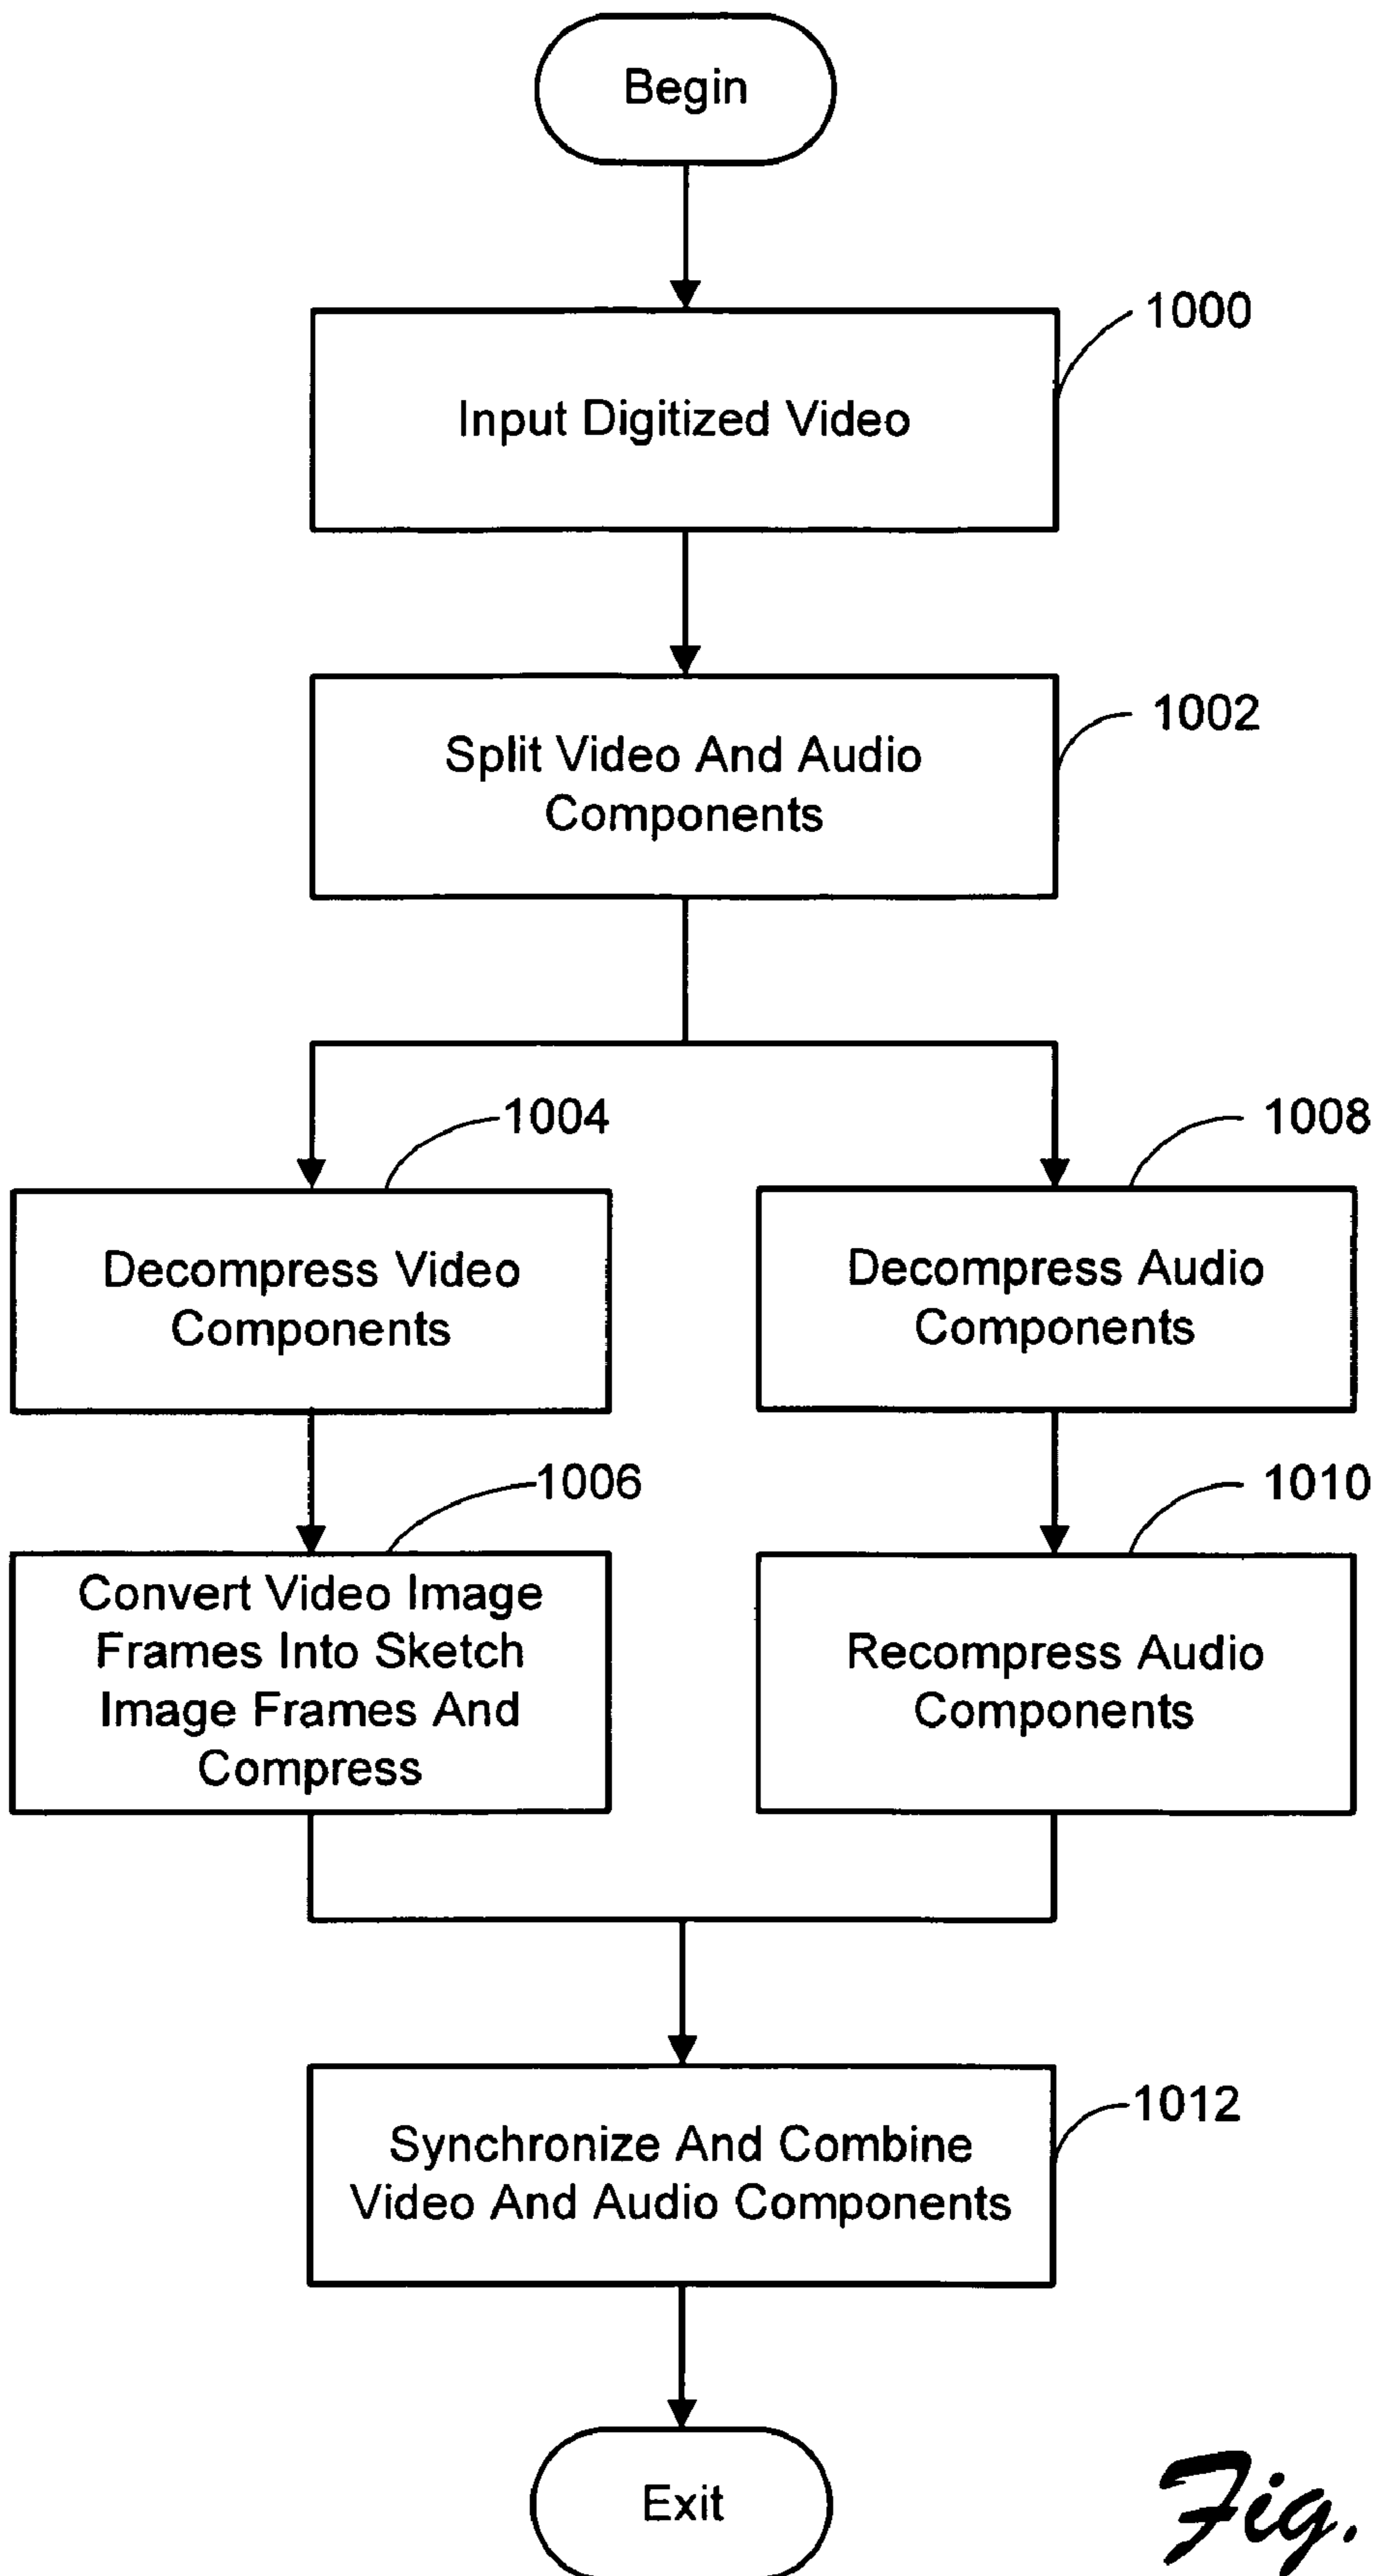 Begin
1000
Input Digitized Video
1002
Split Video And Audio
Components
1004
1008
Decompress Video
Components
Decompress Audio
Components
1006
1010
Convert Video Image
Frames Into Sketch
Image Frames And
Compress
Recompress Audio
Components
1012
Synchronize And Combine
Video And Audio Components
Exit
Fig.